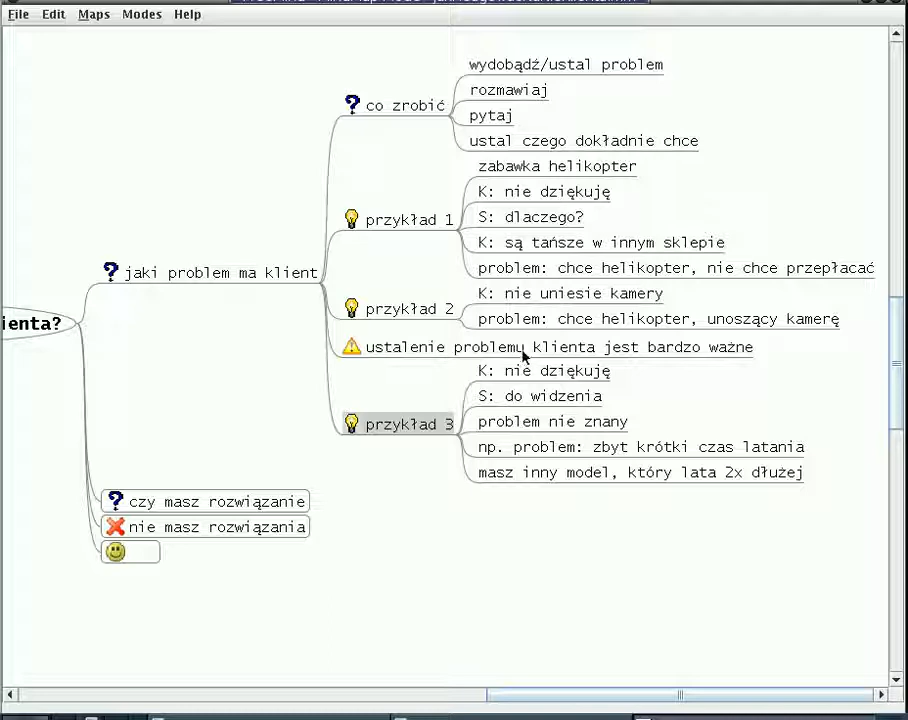 File Edit Maps Modes Help
wydobądź/ustal problem
rozmawiaj
co zrobić
pytaj
ustal czego dokładnie chce
zabawka helikopter
K: nie dziękuję
przykład 1
S: dlaczego?
K: są tańsze w innym sklepie
jaki problem ma klient
problem: chce helikopter, nie chce przepłacać
K: nie uniesie kamery
przykład 2
problem: chce helikopter, unoszący kamerę
ienta?
ustalenie problemu klienta jest bardzo ważne
K: nie dziękuję
S: do widzenia
przykład 3
problem nie znany
np. problem: zbyt krótki czas latania
masz inny model, który lata 2x dłużej
czy masz rozwiązanie
nie masz rozwiązania